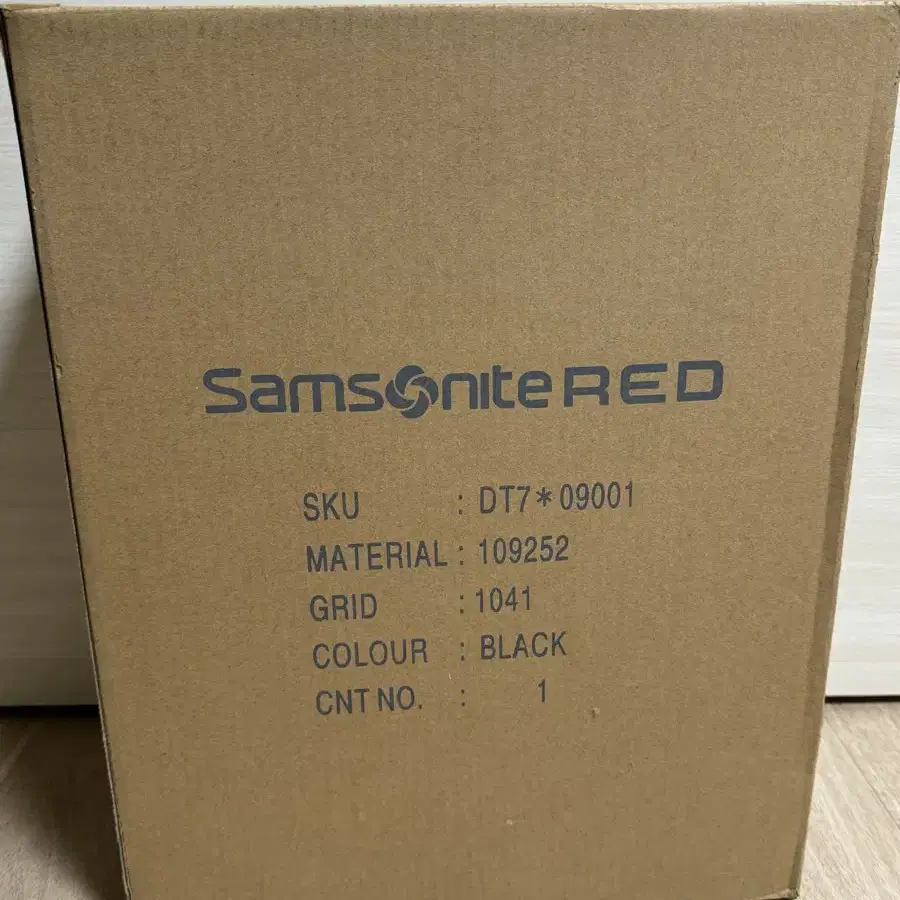 Samsonite RED
SKU : DT7*09001
MATERIAL : 109252
GRID : 1041
COLOUR : BLACK
CNT NO. : 1